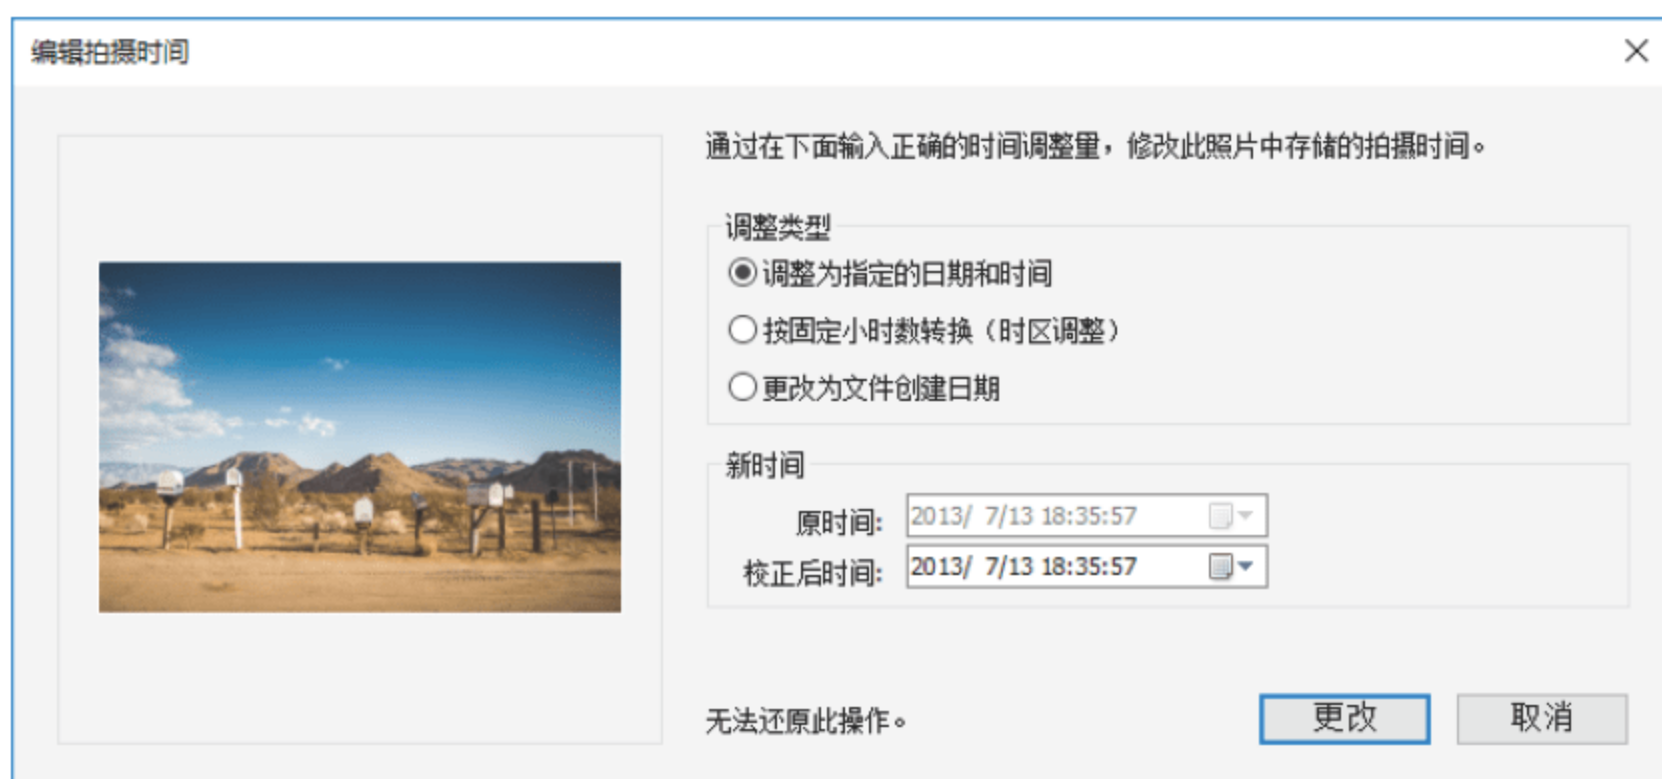 编辑拍摄时间
通过在下面输入正确的时间调整量，修改此照片中存储的拍摄时间。
调整类型
调整为指定的日期和时间
按固定小时数转换（时区调整）
更改为文件创建日期
新时间
原时间: 2013/ 7/13 18:35:57
校正后时间: 2013/ 7/13 18:35:57
无法还原此操作。
更改 取消